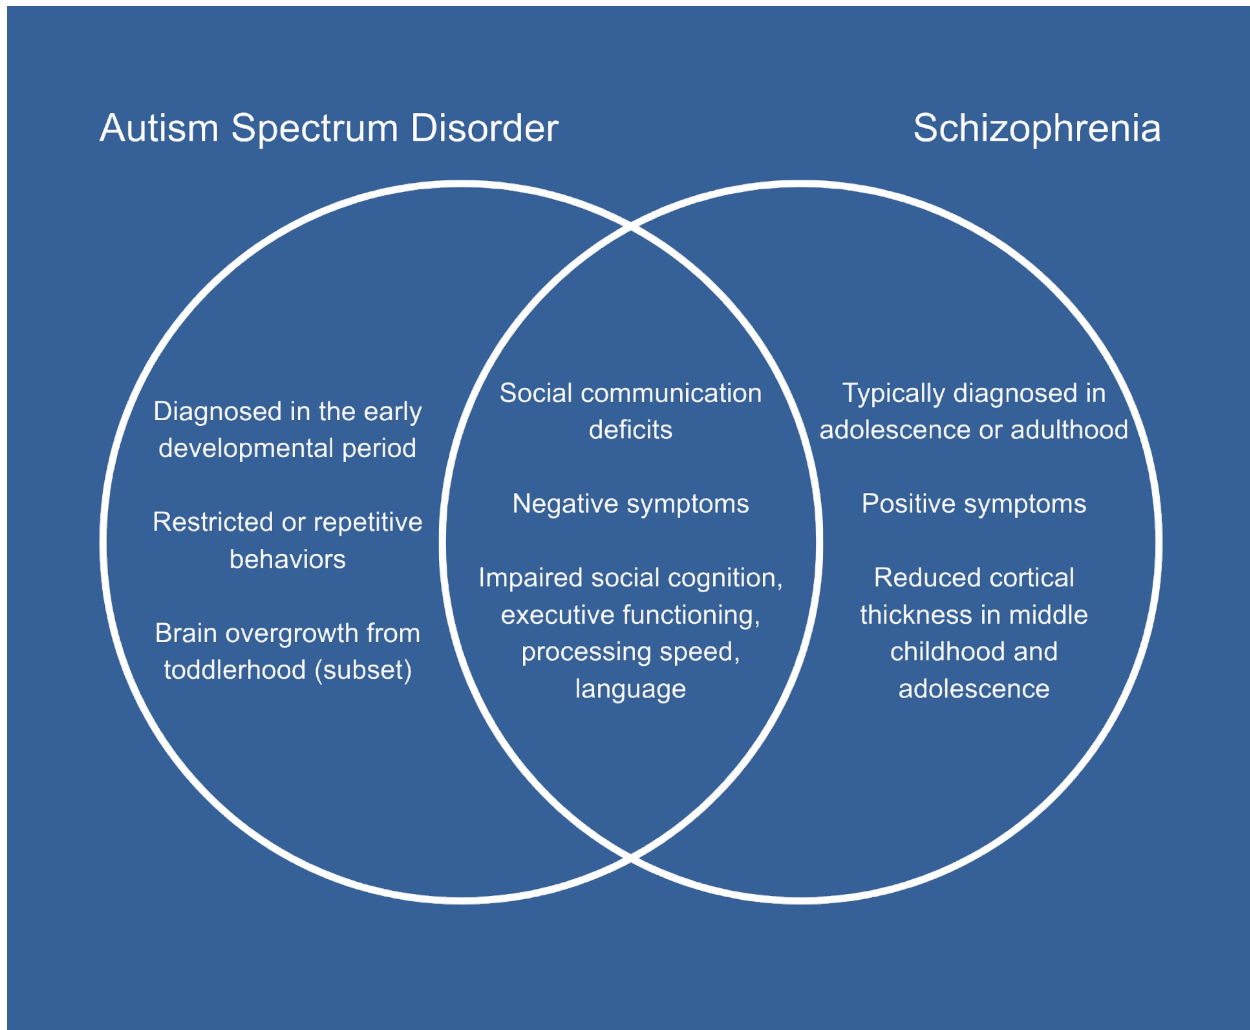 Autism Spectrum Disorder
Schizophrenia
Diagnosed in the early
developmental period
Restricted or repetitive
behaviors
Brain overgrowth from
toddlerhood (subset)
Social communication
deficits
Negative symptoms
Impaired social cognition,
executive functioning,
processing speed,
language
Typically diagnosed in
adolescence or adulthood
Positive symptoms
Reduced cortical
thickness in middle
childhood and
adolescence